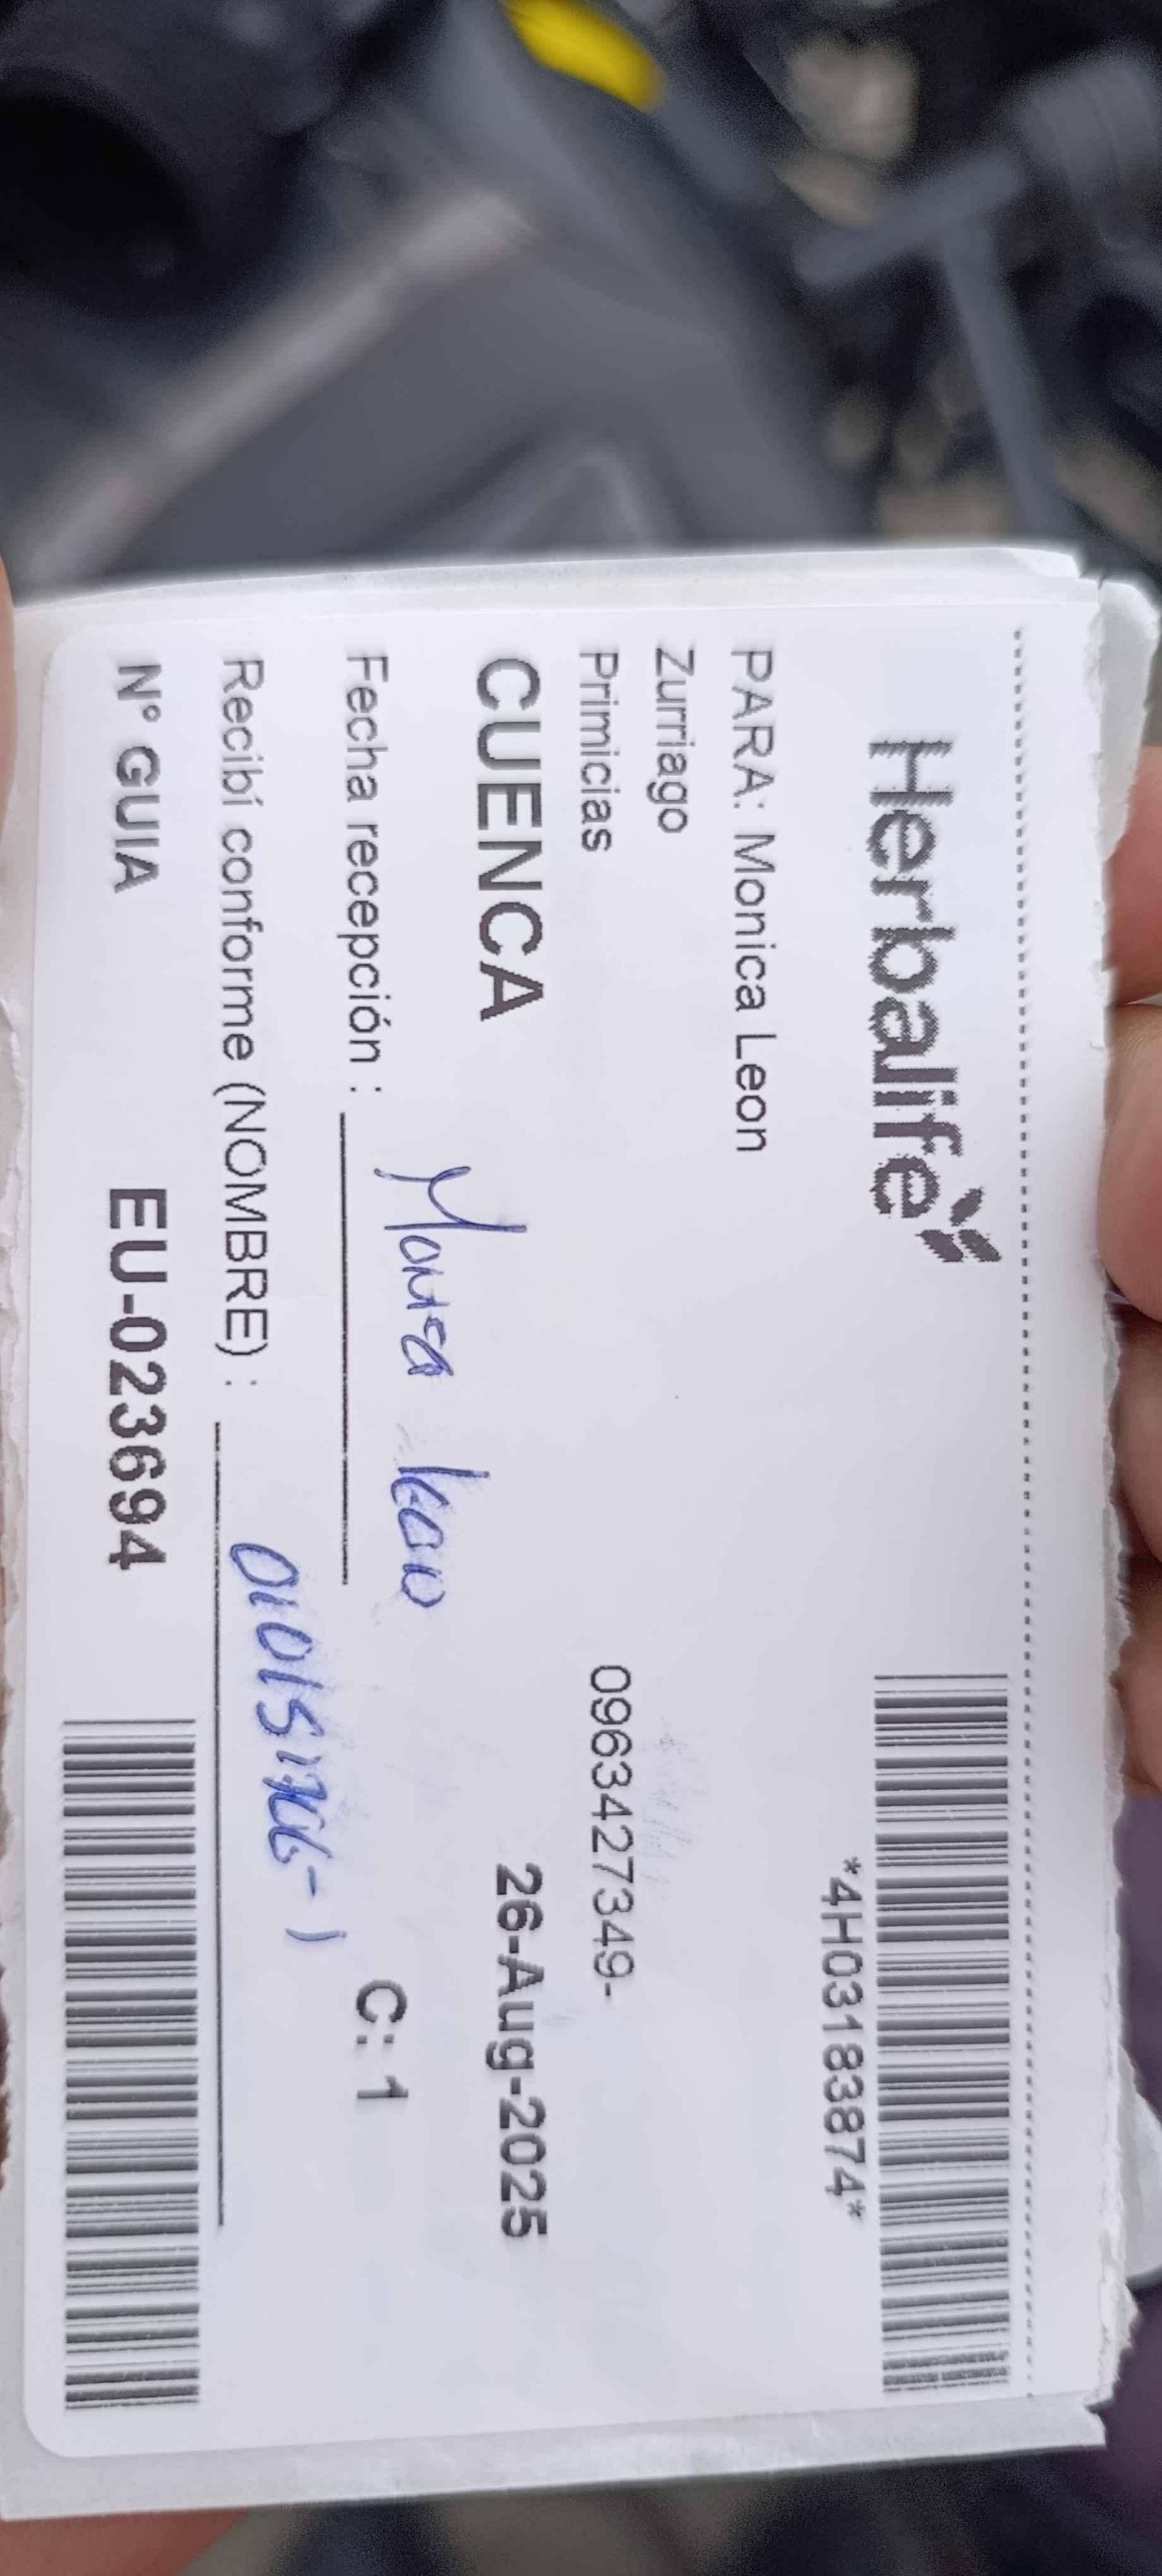 Herbalife
*4H03183874*
PARA: Monica Leon
Zurriago
Primicias
0963427349-
CUENCA
26-Aug-2025
Fecha recepción : Monica Leon
C: 1
Recibí conforme (NOMBRE) :
N° GUIA EU-023694